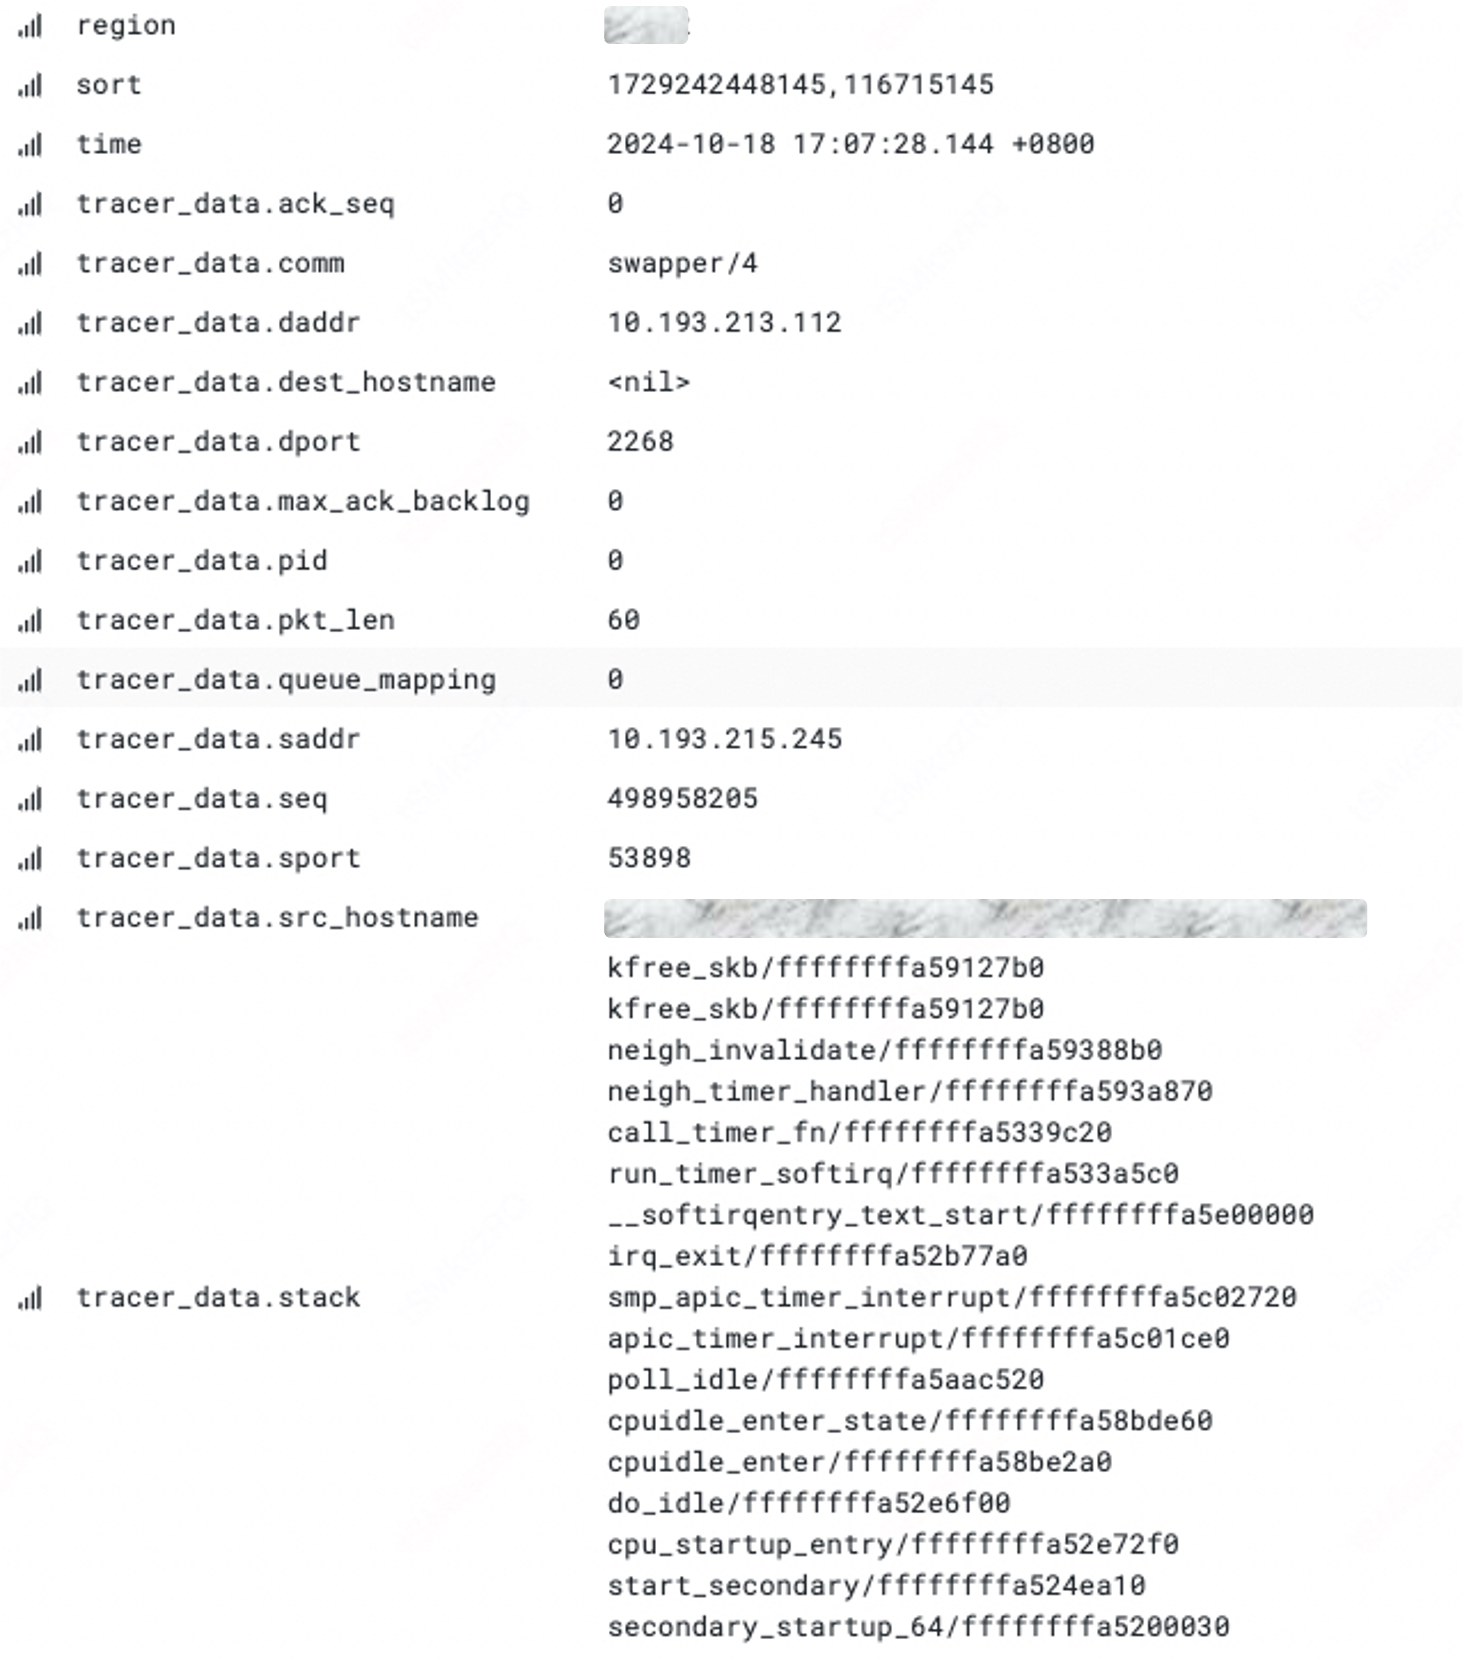 region
sort 1729242448145,116715145
time 2024-10-18 17:07:28.144 +0800
tracer_data.ack_seq 0
tracer_data.comm swapper/4
tracer_data.daddr 10.193.213.112
tracer_data.dest_hostname <nil>
tracer_data.dport 2268
tracer_data.max_ack_backlog 0
tracer_data.pid 0
tracer_data.pkt_len 60
tracer_data.queue_mapping 0
tracer_data.saddr 10.193.215.245
tracer_data.seq 498958205
tracer_data.sport 53898
tracer_data.src_hostname
kfree_skb/ffffffffa59127b0
kfree_skb/ffffffffa59127b0
neigh_invalidate/ffffffffa59388b0
neigh_timer_handler/ffffffffa593a870
call_timer_fn/ffffffffa5339c20
run_timer_softirq/ffffffffa533a5c0
__softirqentry_text_start/ffffffffa5e00000
irq_exit/ffffffffa52b77a0
tracer_data.stack smp_apic_timer_interrupt/ffffffffa5c02720
apic_timer_interrupt/ffffffffa5c01ce0
poll_idle/ffffffffa5aac520
cpuidle_enter_state/ffffffffa58bde60
cpuidle_enter/ffffffffa58be2a0
do_idle/ffffffffa52e6f00
cpu_startup_entry/ffffffffa52e72f0
start_secondary/ffffffffa524ea10
secondary_startup_64/ffffffffa5200030